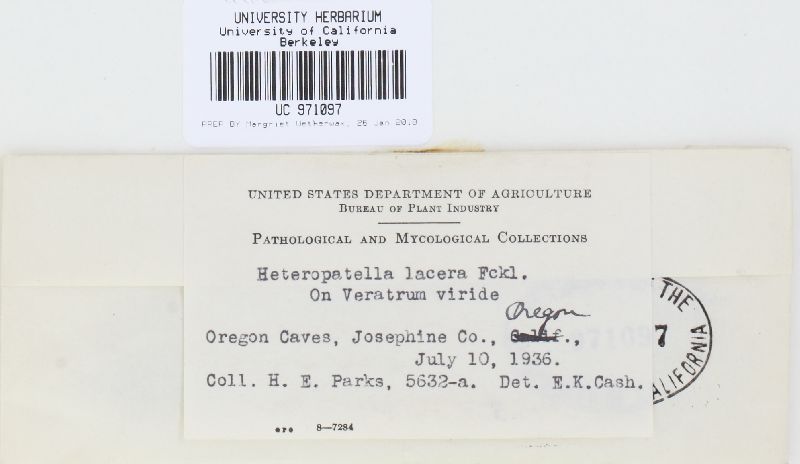 UNIVERSITY HERBARIUM
University of California
Berkeley
UC 971097
PREP BY Margriet Wetherwax, 26 Jan 2010
UNITED STATES DEPARTMENT OF AGRICULTURE
BUREAU OF PLANT INDUSTRY
PATHOLOGICAL AND MYCOLOGICAL COLLECTIONS
Heteropatella lacera Fckl.
On Veratrum viride
Oregon
Oregon Caves, Josephine Co., Calif.,
July 10, 1936.
Coll. H. E. Parks, 5632-a. Det. E.K.Cash.
8—7284
THE
7
ALIFORNIA